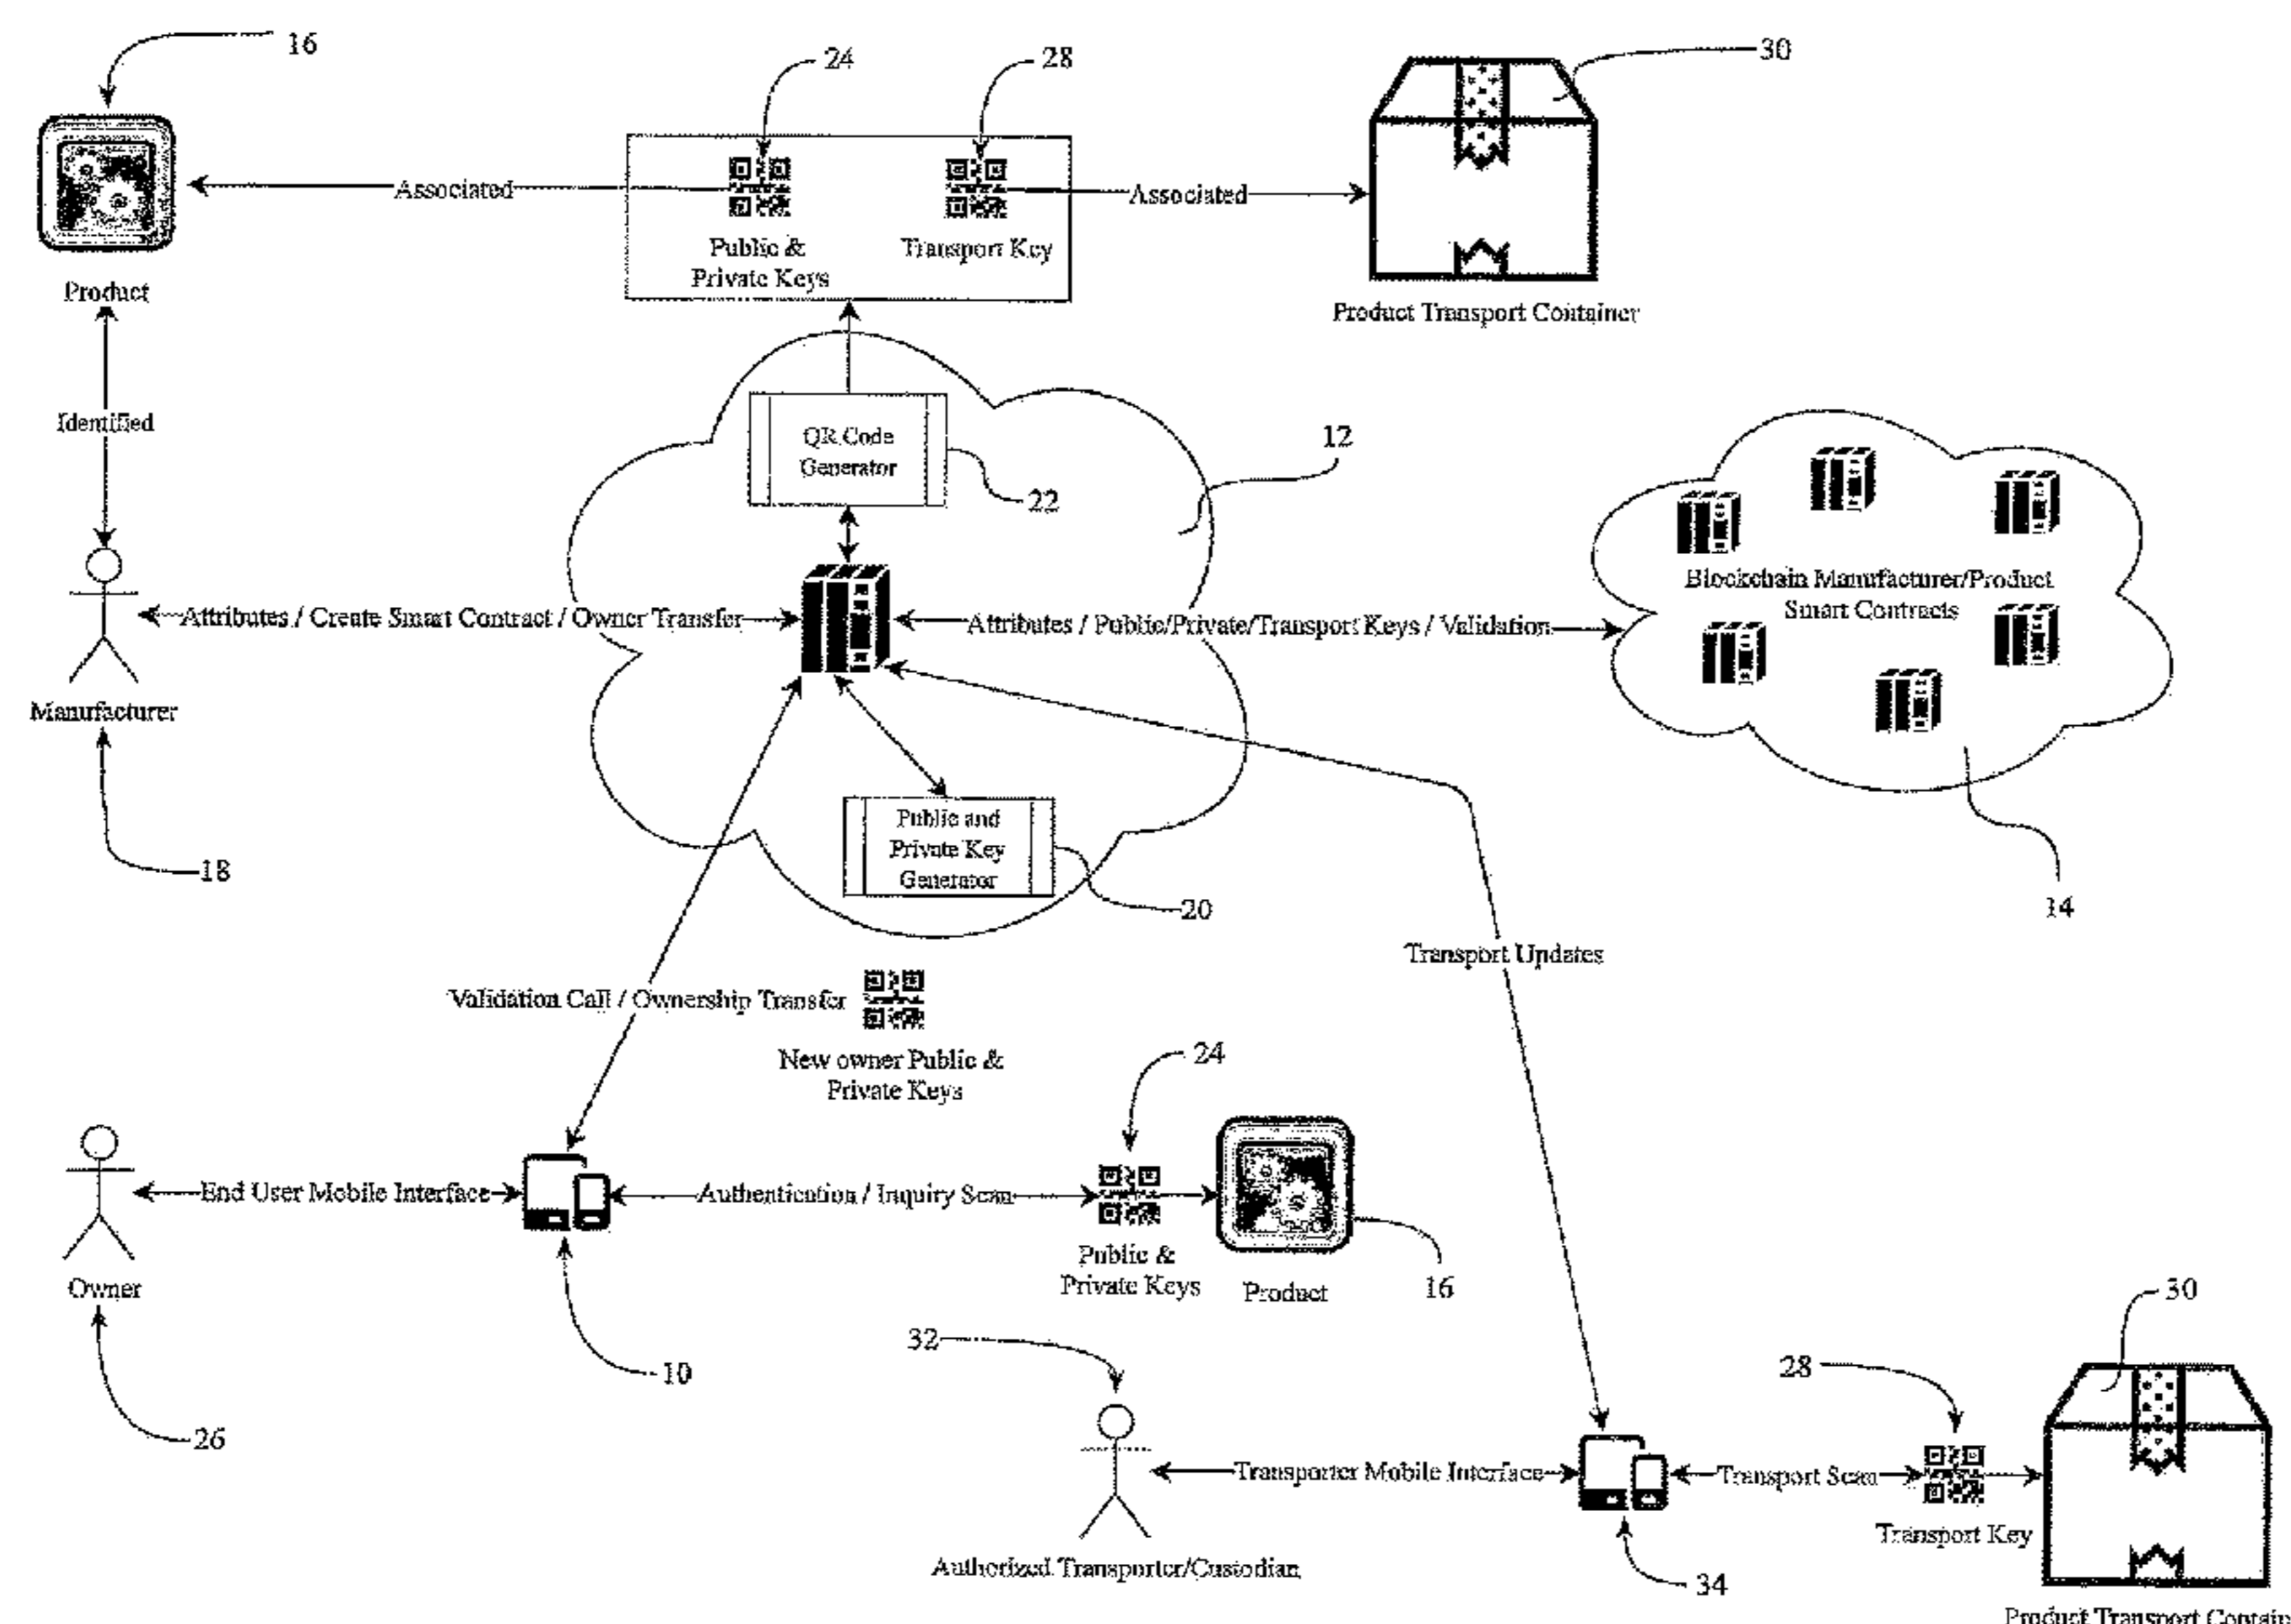 16
24
28
30
Associated
Associated
Public &
Private Keys
Transport Key
Product
Product Transport Container
Identified
QR Code
Generator
12
22
Blockchain Manufacturer/Product
Smart Contracts
Attributes / Create Smart Contract / Owner Transfer
Attributes / Public/Private/Transport Keys / Validation
Manufacturer
Public and
Private Key
Generator
18
20
14
Transport Updates
Validation Call / Ownership Transfer
New owner Public &
Private Keys
24
End User Mobile Interface
Authentication / Inquiry Scan
Public &
Private Keys
Product
16
Owner
10
26
32
28
30
Transporter Mobile Interface
Transport Scan
Transport Key
Authorized Transporter/Custodian
34
Product Transport